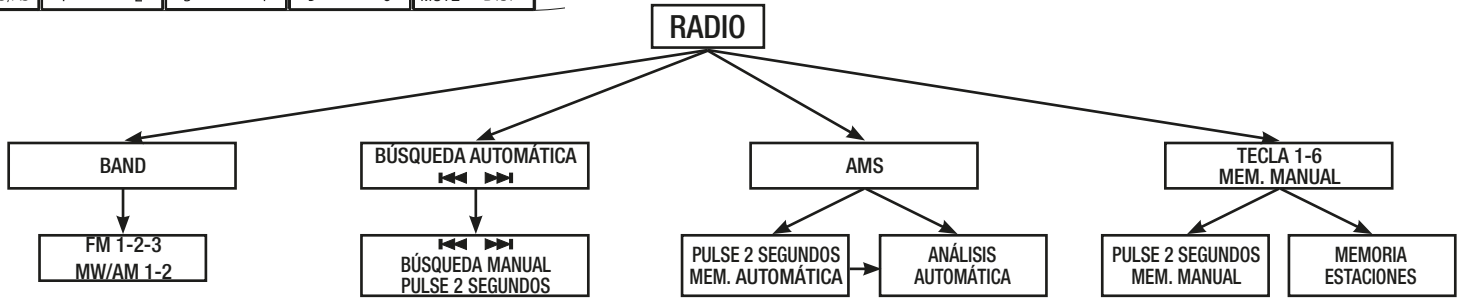 RADIO
BAND
BÚSQUEDA AUTOMÁTICA
AMS
TECLA 1-6
MEM. MANUAL
FM 1-2-3
MW/AM 1-2
BÚSQUEDA MANUAL
PULSE 2 SEGUNDOS
PULSE 2 SEGUNDOS
MEM. AUTOMÁTICA
ANÁLISIS
AUTOMÁTICA
PULSE 2 SEGUNDOS
MEM. MANUAL
MEMORIA
ESTACIONES